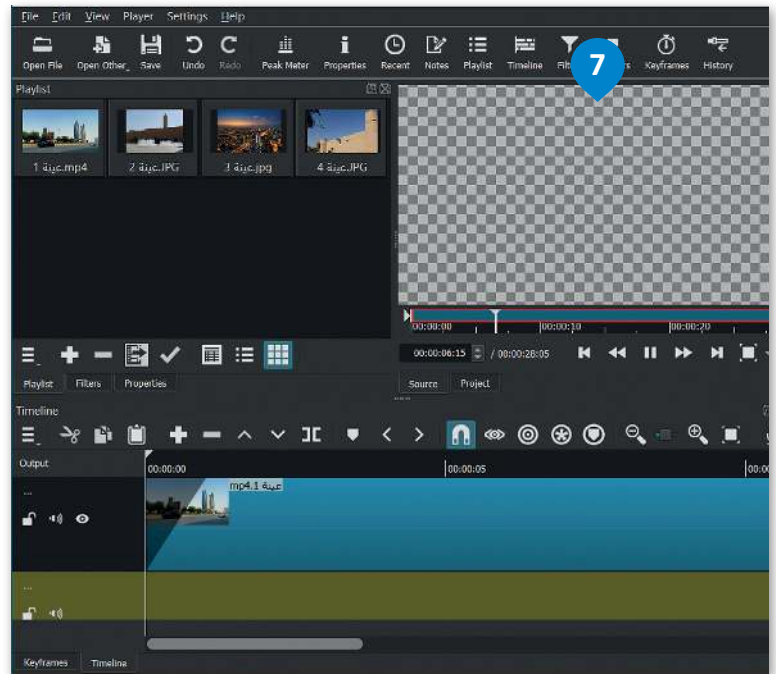 File Edit View Player Settings Help
Open File Open Other... Save Undo Redo Peak Meter Properties Recent Notes Playlist Timeline Keyframes History
7
Playlist
عينة 1.mp4 عينة 2.JPG عينة 3.jpg عينة 4.JPG
00:00:00 00:00:10 00:00:20
00:00:06:15 / 00:00:28:05
Playlist Filters Properties
Source Project
Timeline
Output
00:00:00 00:00:05
...
عينة 1.mp4
...
Keyframes Timeline